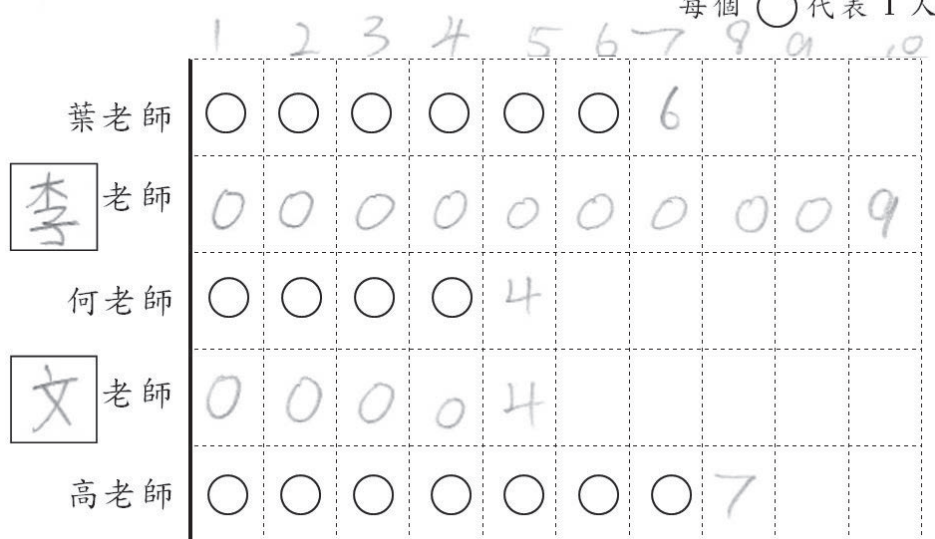 每個 ○ 代表 1 人
1 2 3 4 5 6 7 8 9 10
葉老師 ○ ○ ○ ○ ○ ○ 6
李老師 0 0 0 0 0 0 0 0 0 9
何老師 ○ ○ ○ ○ 4
文老師 0 0 0 0 4
高老師 ○ ○ ○ ○ ○ ○ ○ 7